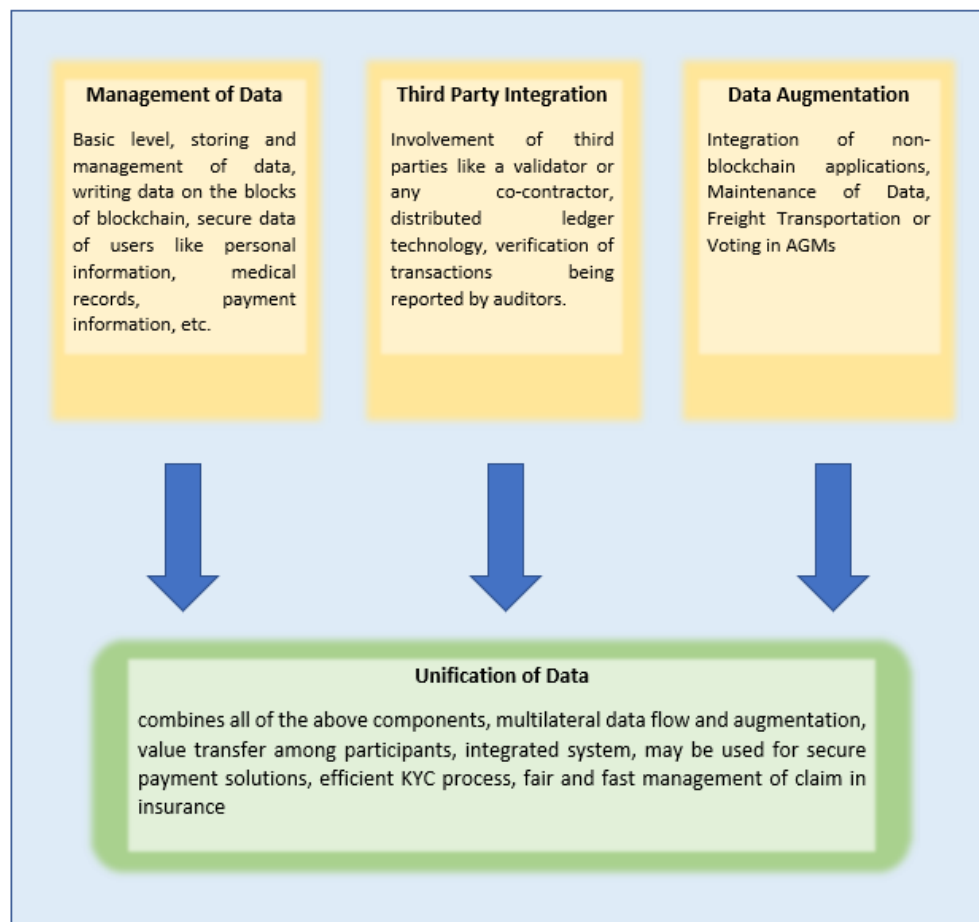 Management of Data
Basic level, storing and
management of data,
writing data on the blocks
of blockchain, secure data
of users like personal
information, medical
records, payment
information, etc.
Third Party Integration
Involvement of third
parties like a validator or
any co-contractor,
distributed ledger
technology, verification of
transactions being
reported by auditors.
Data Augmentation
Integration of non-
blockchain applications,
Maintenance of Data,
Freight Transportation or
Voting in AGMs
Unification of Data
combines all of the above components, multilateral data flow and augmentation,
value transfer among participants, integrated system, may be used for secure
payment solutions, efficient KYC process, fair and fast management of claim in
insurance